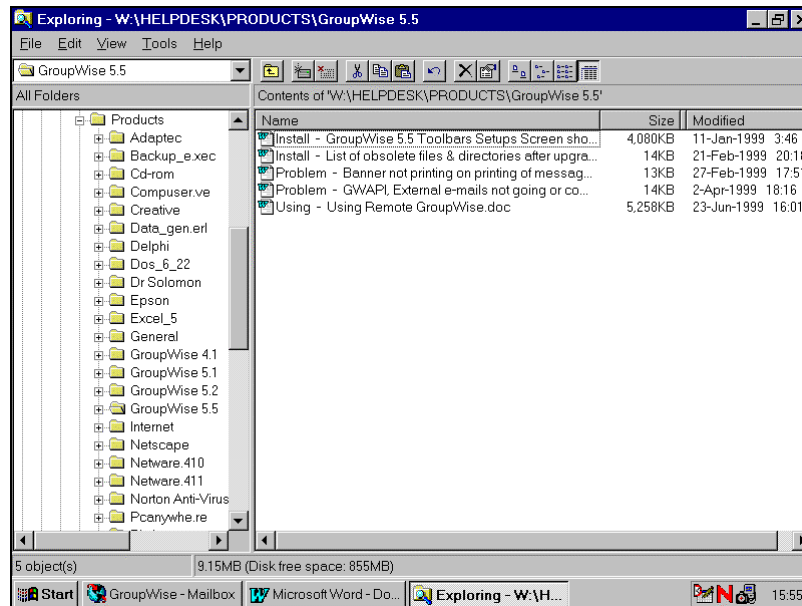 Exploring - W:\HELPDESK\PRODUCTS\GroupWise 5.5
File Edit View Tools Help
GroupWise 5.5
All Folders
Contents of 'W:\HELPDESK\PRODUCTS\GroupWise 5.5'
Products
Adaptec
Backup_e.xec
Cd-rom
Compuser.ve
Creative
Data_gen.erl
Delphi
Dos_6_22
Dr Solomon
Epson
Excel_5
General
GroupWise 4.1
GroupWise 5.1
GroupWise 5.2
GroupWise 5.5
Internet
Netscape
Netware.410
Netware.411
Norton Anti-Virus
Pcanywhe.re
Name Size Modified
Install - GroupWise 5.5 Toolbars Setups Screen sho... 4,080KB 11-Jan-1999 3:46
Install - List of obsolete files & directories after upgra... 14KB 21-Feb-1999 20:18
Problem - Banner not printing on printing of messag... 13KB 27-Feb-1999 17:51
Problem - GWAPI, External e-mails not going or co... 14KB 2-Apr-1999 18:16
Using - Using Remote GroupWise.doc 5,258KB 23-Jun-1999 16:01
5 object(s) 9.15MB (Disk free space: 855MB)
Start GroupWise - Mailbox Microsoft Word - Do... Exploring - W:\H... 15:55